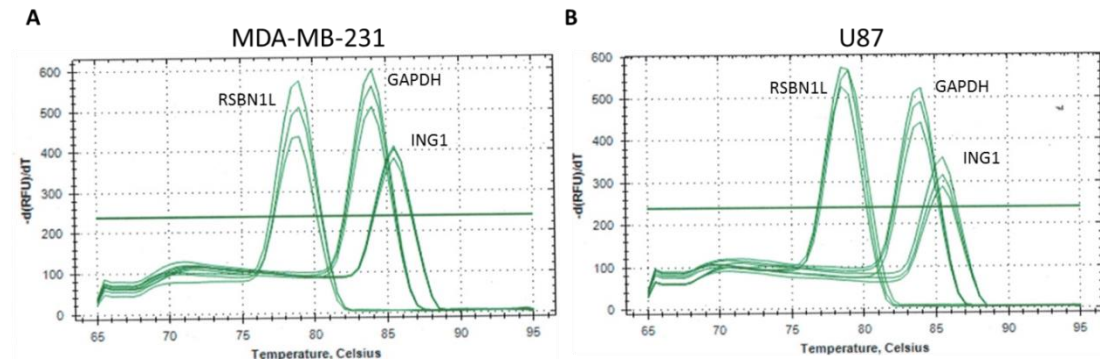 A
MDA-MB-231
600
500
400
300
200
100
0
-d(RFU)/dT
RSBN1L
GAPDH
ING1
65
70
75
80
85
90
95
Temperature, Celsius
B
U87
600
500
400
300
200
100
0
-d(RFU)/dT
RSBN1L
GAPDH
ING1
65
70
75
80
85
90
95
Temperature, Celsius